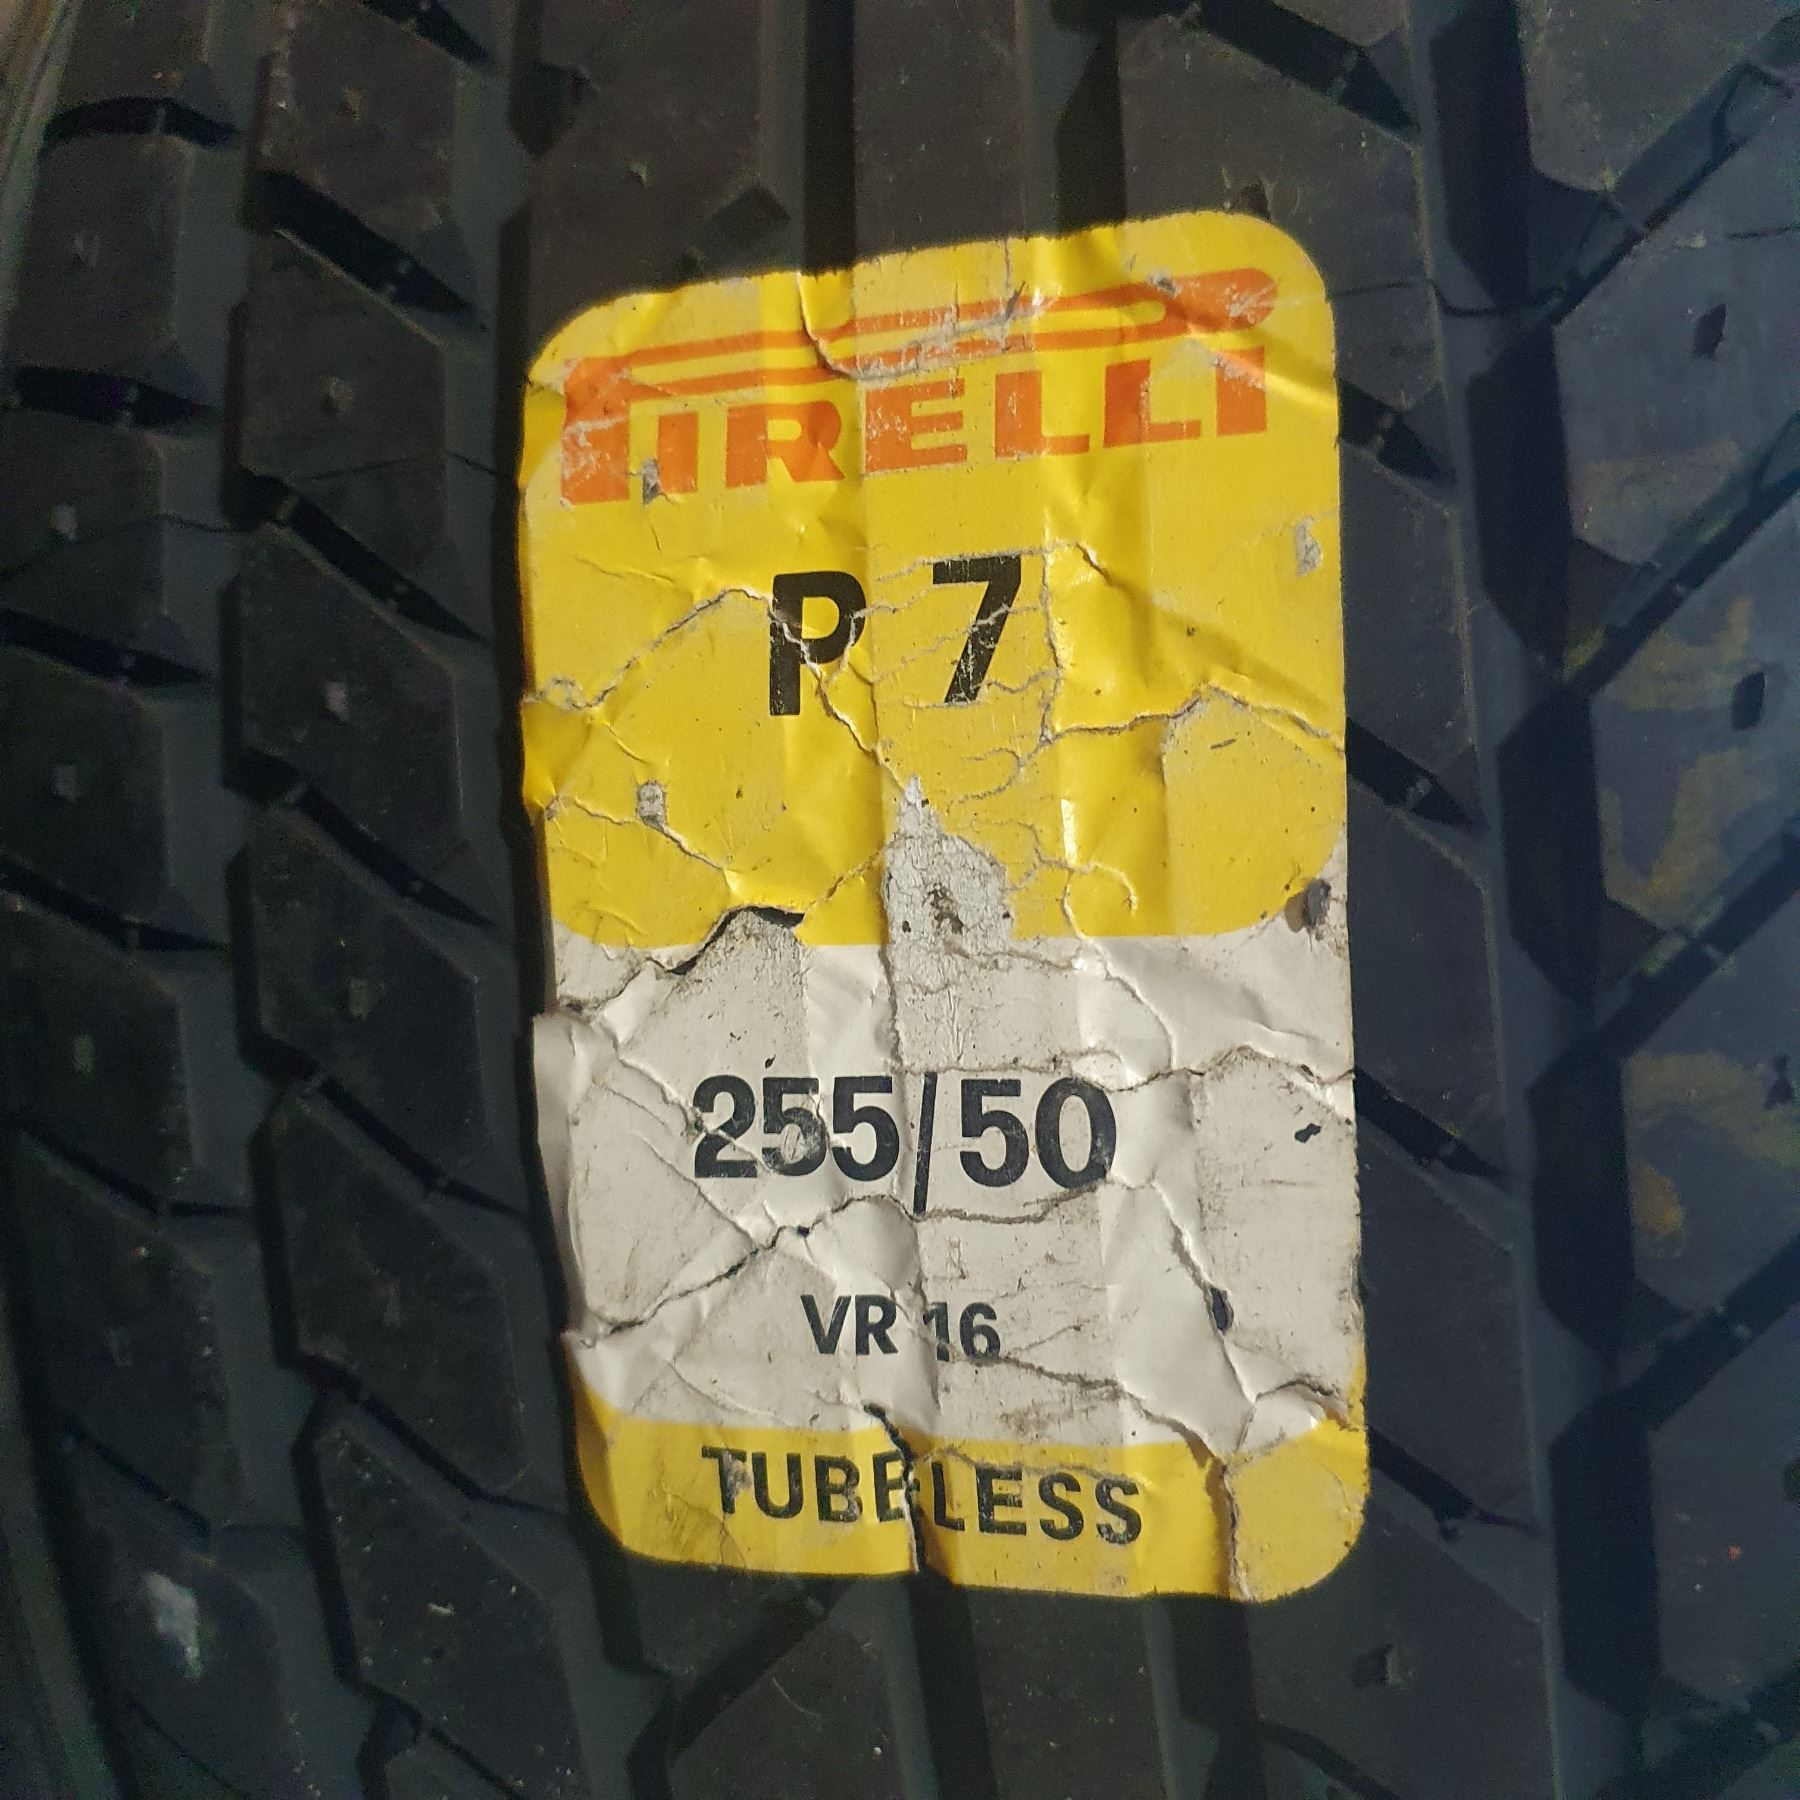 PIRELLI
P 7
255/50
VR 16
TUBELESS